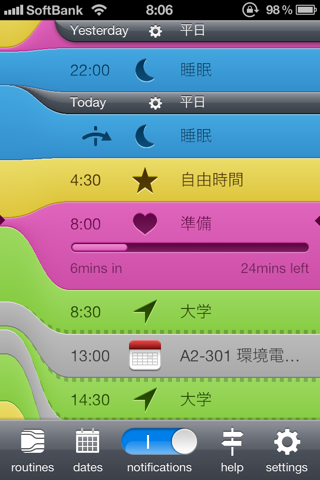 SoftBank 8:06 98%
Yesterday 平日
22:00 睡眠
Today 平日
睡眠
4:30 自由時間
8:00 準備
6mins in 24mins left
8:30 大学
13:00 A2-301 環境電...
14:30 大学
routines dates notifications help settings